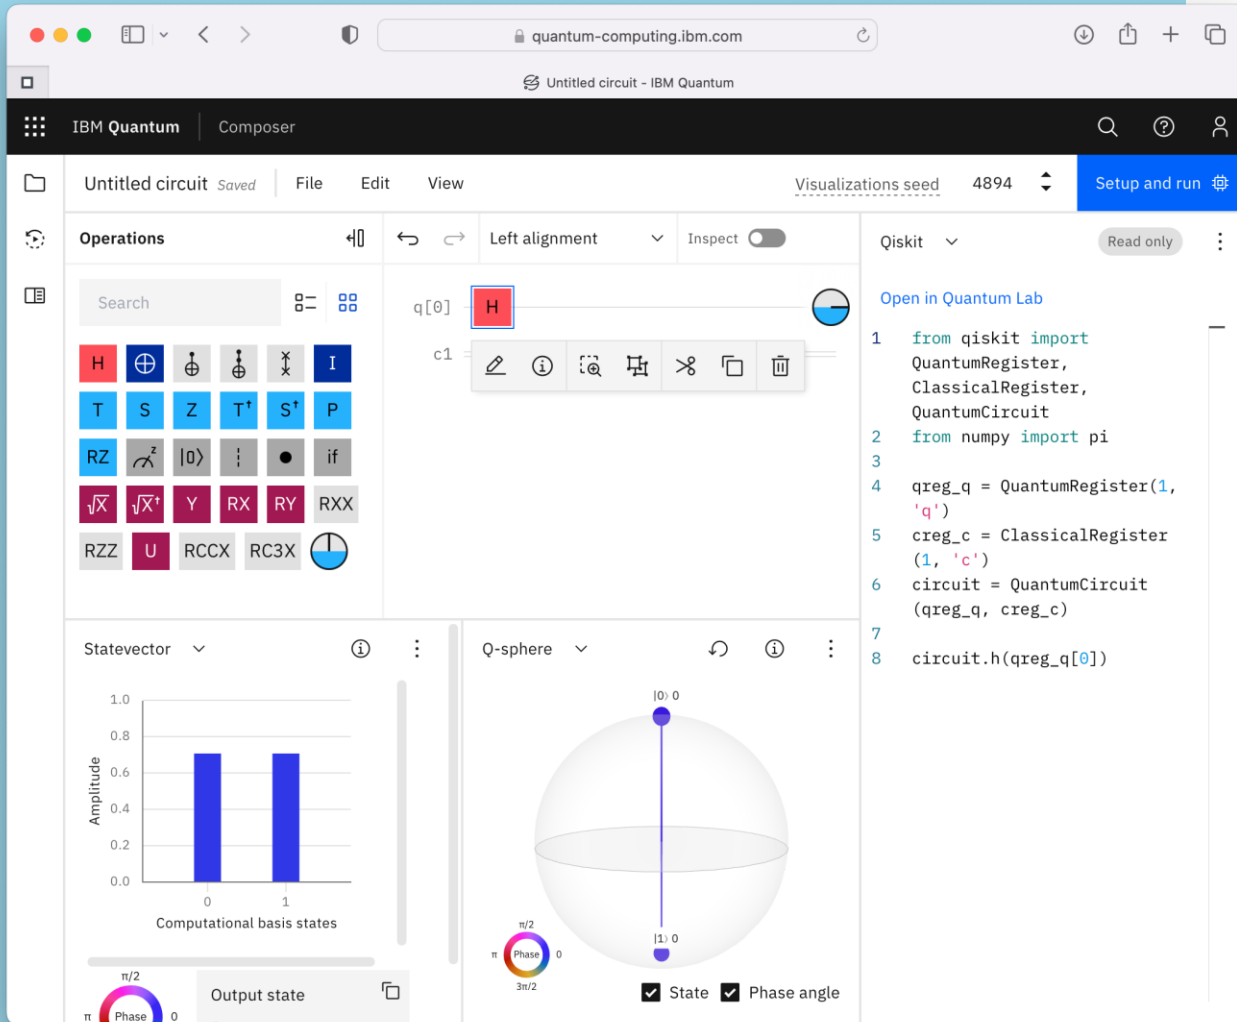 quantum-computing.ibm.com
Untitled circuit - IBM Quantum
IBM Quantum Composer
Untitled circuit Saved File Edit View Visualizations seed 4894 Setup and run
Operations Left alignment Inspect Qiskit Read only
Search
Open in Quantum Lab
H I
T S Z T† S† P
RZ z |0⟩ if
√X √X† Y RX RY RXX
RZZ U RCCX RC3X
q[0] H
c1
1 from qiskit import
QuantumRegister,
ClassicalRegister,
QuantumCircuit
2 from numpy import pi
3
4 qreg_q = QuantumRegister(1,
'q')
5 creg_c = ClassicalRegister
(1, 'c')
6 circuit = QuantumCircuit
(qreg_q, creg_c)
7
8 circuit.h(qreg_q[0])
Statevector
1.0
0.8
0.6
0.4
0.2
0.0
Amplitude
0 1
Computational basis states
π/2
π Phase 0
Output state
Q-sphere
|0⟩ 0
|1⟩ 0
π/2
π Phase 0
3π/2
State Phase angle